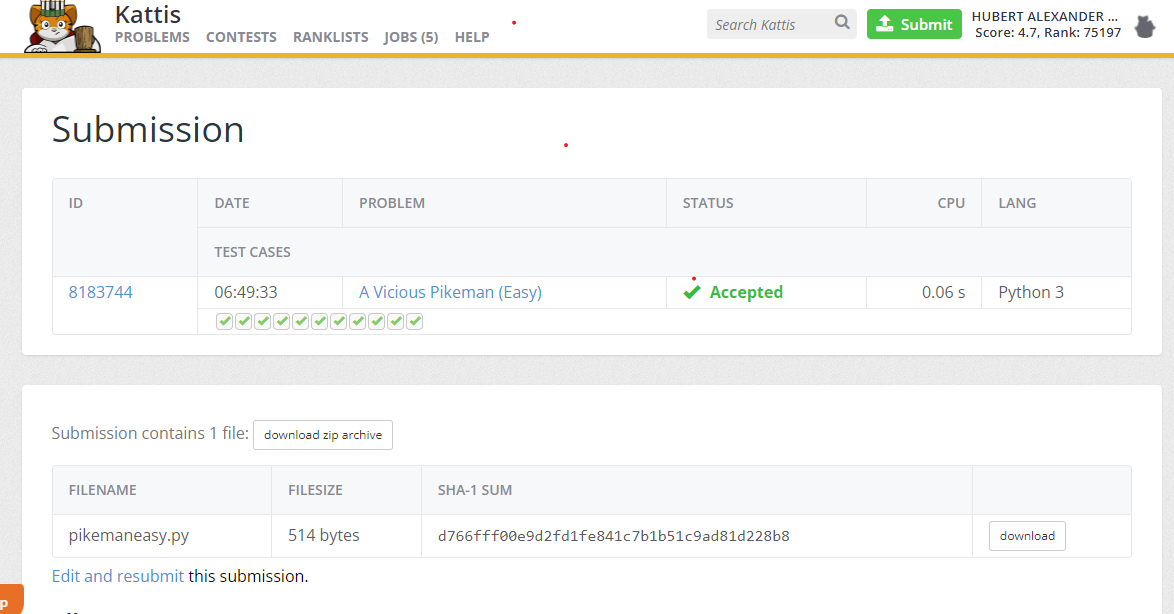 Kattis
PROBLEMS CONTESTS RANKLISTS JOBS (5) HELP
Search Kattis
Submit
HUBERT ALEXANDER ...
Score: 4.7, Rank: 75197
Submission
ID DATE PROBLEM STATUS CPU LANG
TEST CASES
8183744 06:49:33 A Vicious Pikeman (Easy) Accepted 0.06 s Python 3
Submission contains 1 file: download zip archive
FILENAME FILESIZE SHA-1 SUM
pikemaneasy.py 514 bytes d766fff00e9d2fd1fe841c7b1b51c9ad81d228b8 download
Edit and resubmit this submission.
p